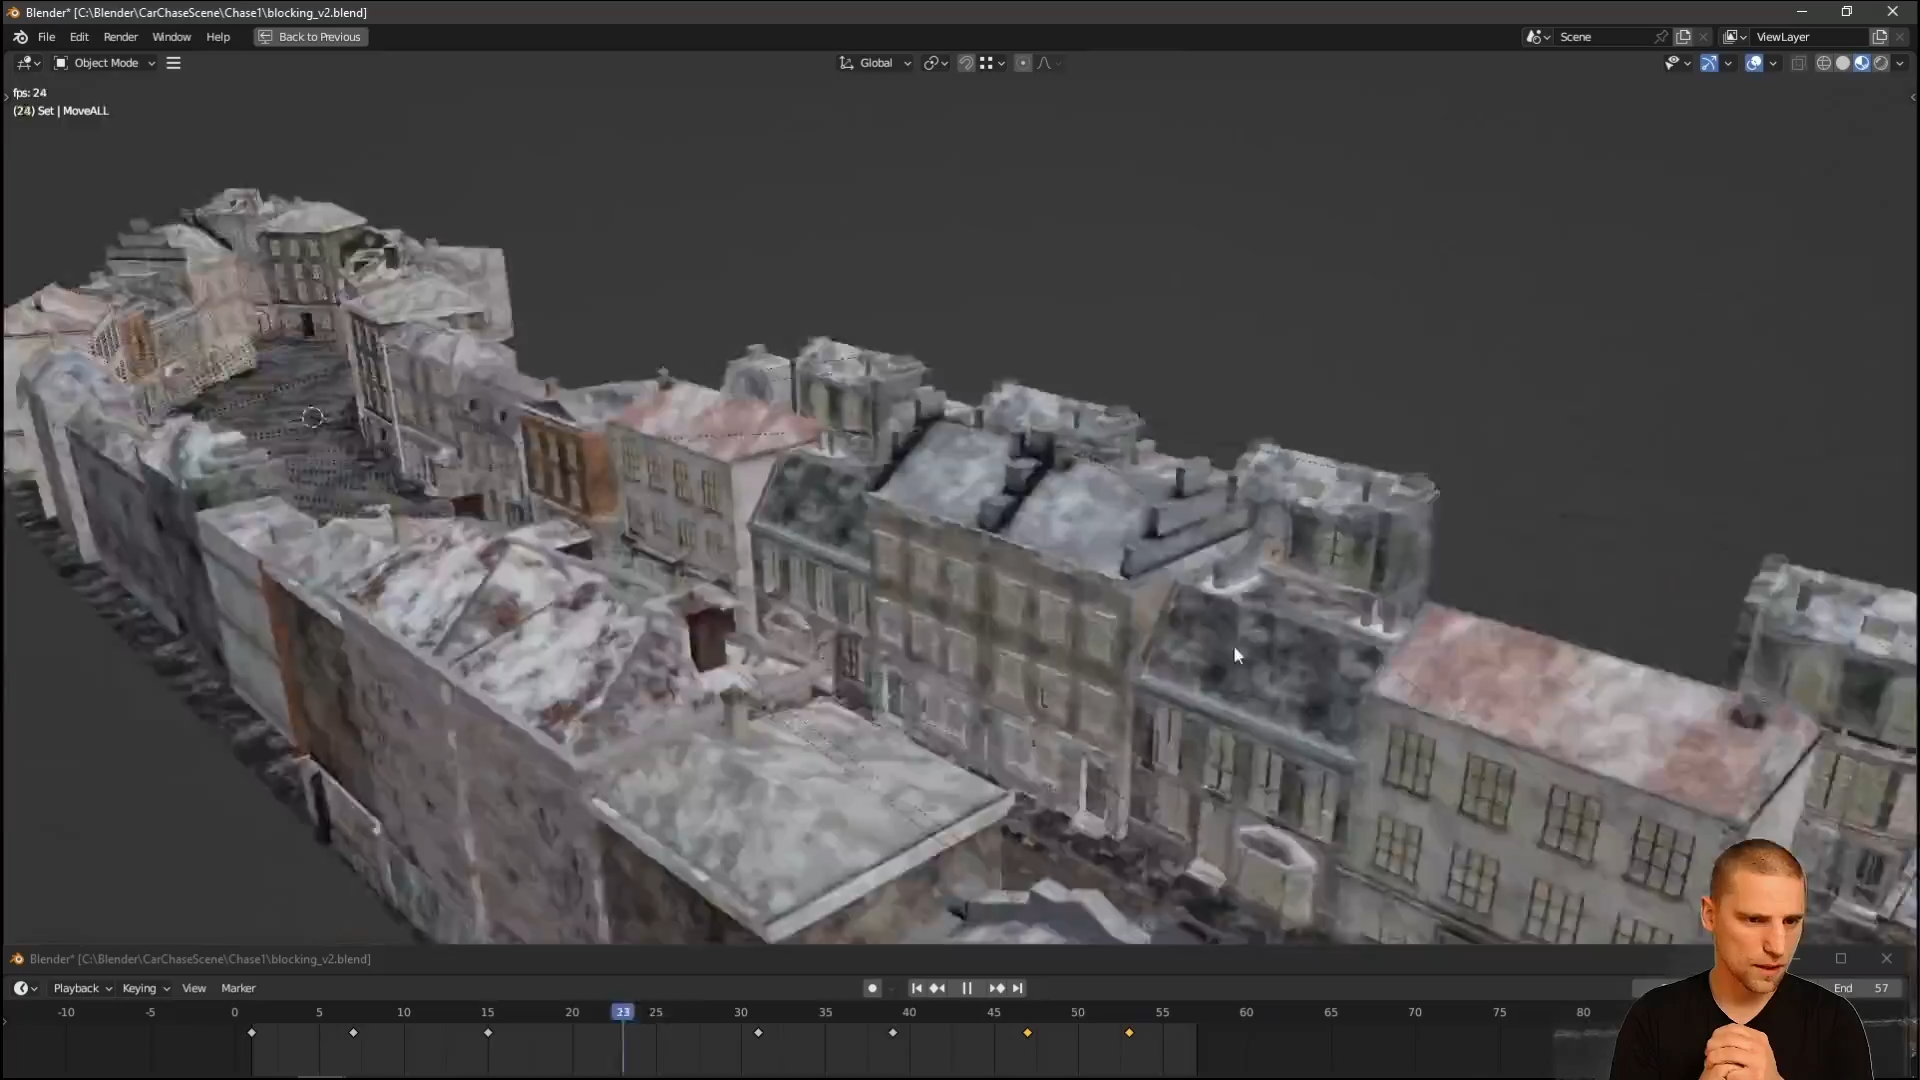 Blender* [C:\Blender\CarChaseScene\Chase1\blocking_v2.blend]
File Edit Render Window Help Back to Previous
Scene ViewLayer
Object Mode Global
fps: 24
(24) Set | MoveALL
Blender* [C:\Blender\CarChaseScene\Chase1\blocking_v2.blend]
Playback Keying View Marker End 57
-10 -5 0 5 10 15 20 23 25 30 35 40 45 50 55 60 65 70 75 80